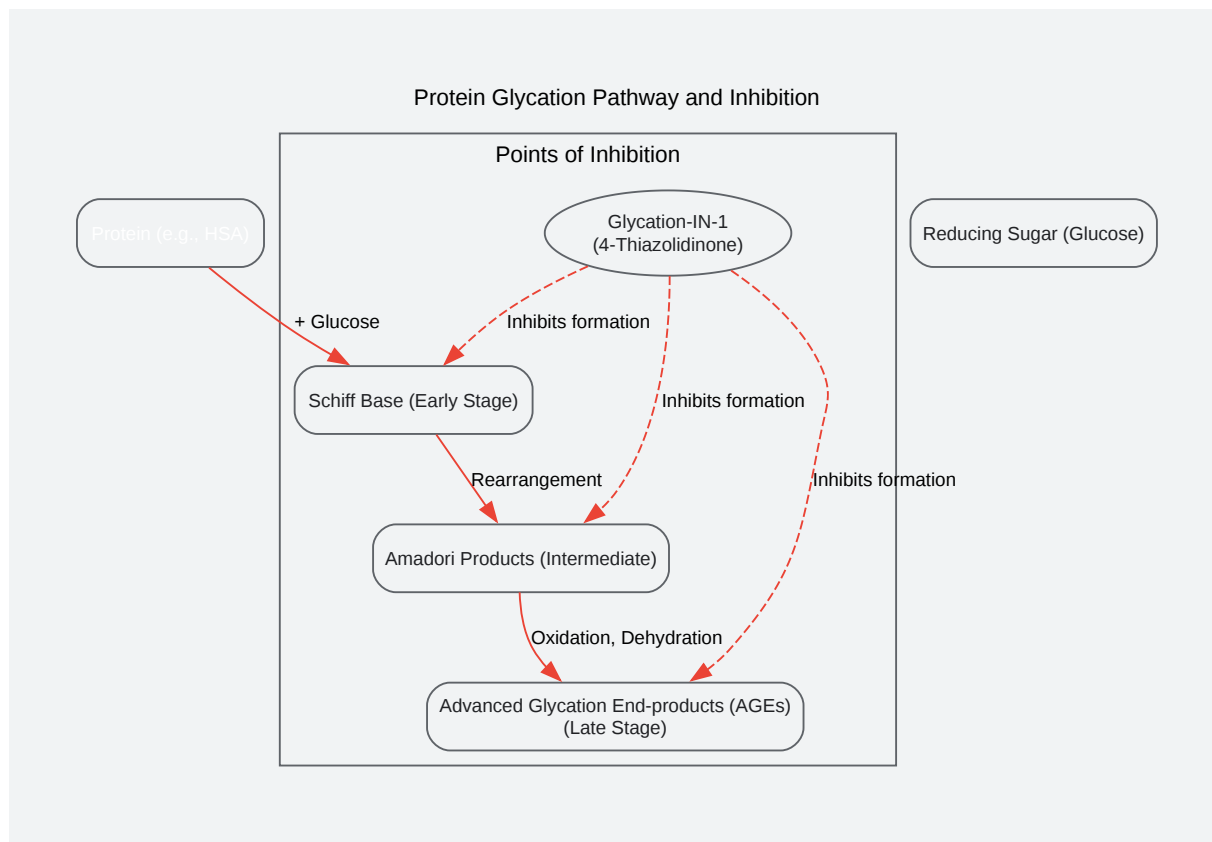 Protein Glycation Pathway and Inhibition
Points of Inhibition
Protein (e.g., HSA)
Glycation-IN-1
(4-Thiazolidinone)
Reducing Sugar (Glucose)
+ Glucose
Inhibits formation
Schiff Base (Early Stage)
Inhibits formation
Rearrangement
Inhibits formation
Amadori Products (Intermediate)
Oxidation, Dehydration
Advanced Glycation End-products (AGEs)
(Late Stage)